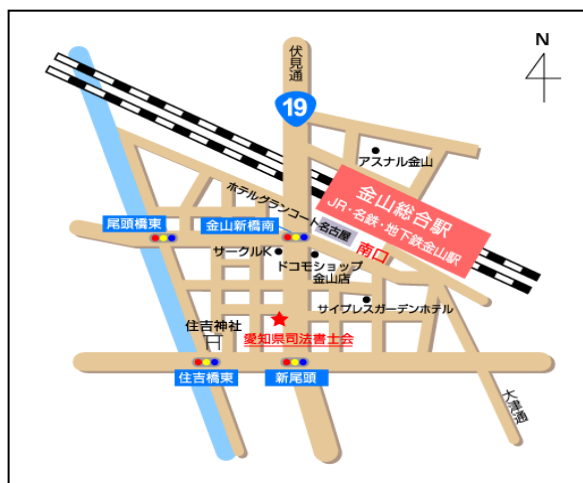 N
伏見通
19
アスナル金山
金山総合駅
JR・名鉄・地下鉄金山駅
ホテルグランコート
名古屋
南口
尾頭橋東
金山新橋南
サークルK
ドコモショップ
金山店
サイプレスガーデンホテル
住吉神社
愛知県司法書士会
住吉橋東
新尾頭
大津通